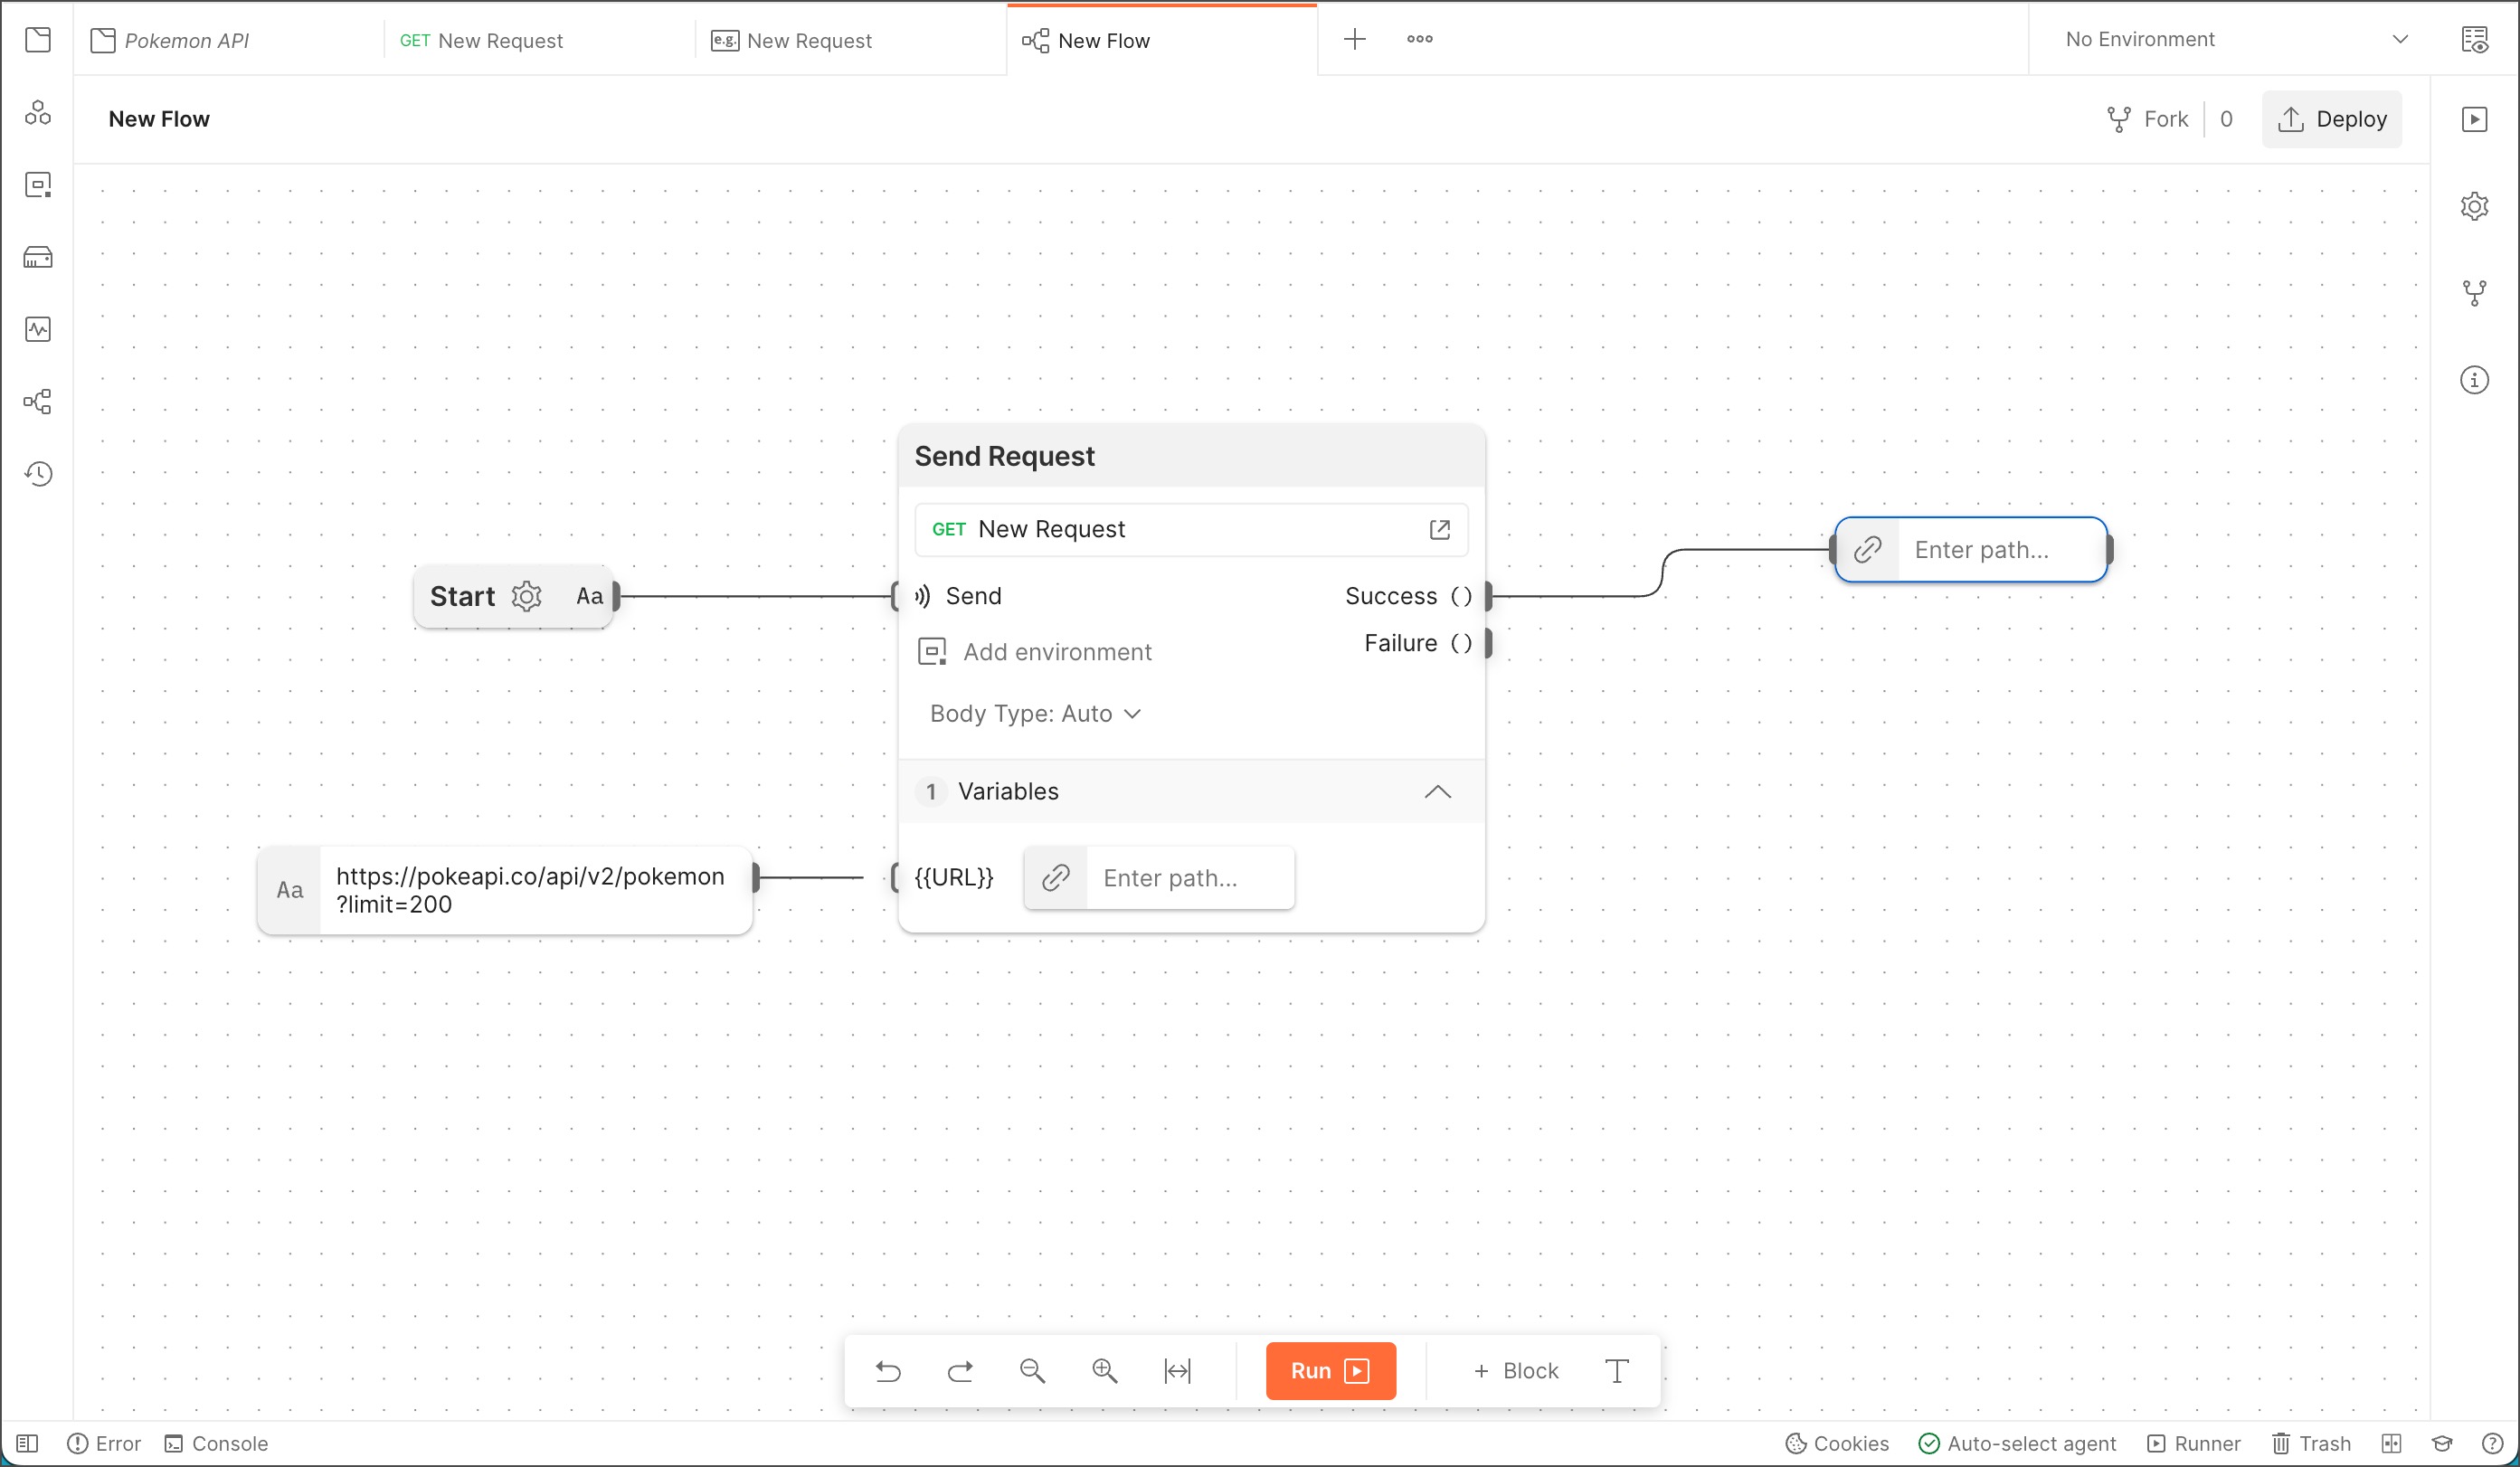 Pokemon API
GET New Request
e.g. New Request
New Flow
No Environment
New Flow
Fork 0
Deploy
Send Request
GET New Request
Start Aa
Send
Success ()
Add environment
Failure ()
Body Type: Auto
Enter path...
1 Variables
Aa
https://pokeapi.co/api/v2/pokemon
?limit=200
{{URL}}
Enter path...
Run
+ Block
T
Error
Console
Cookies
Auto-select agent
Runner
Trash